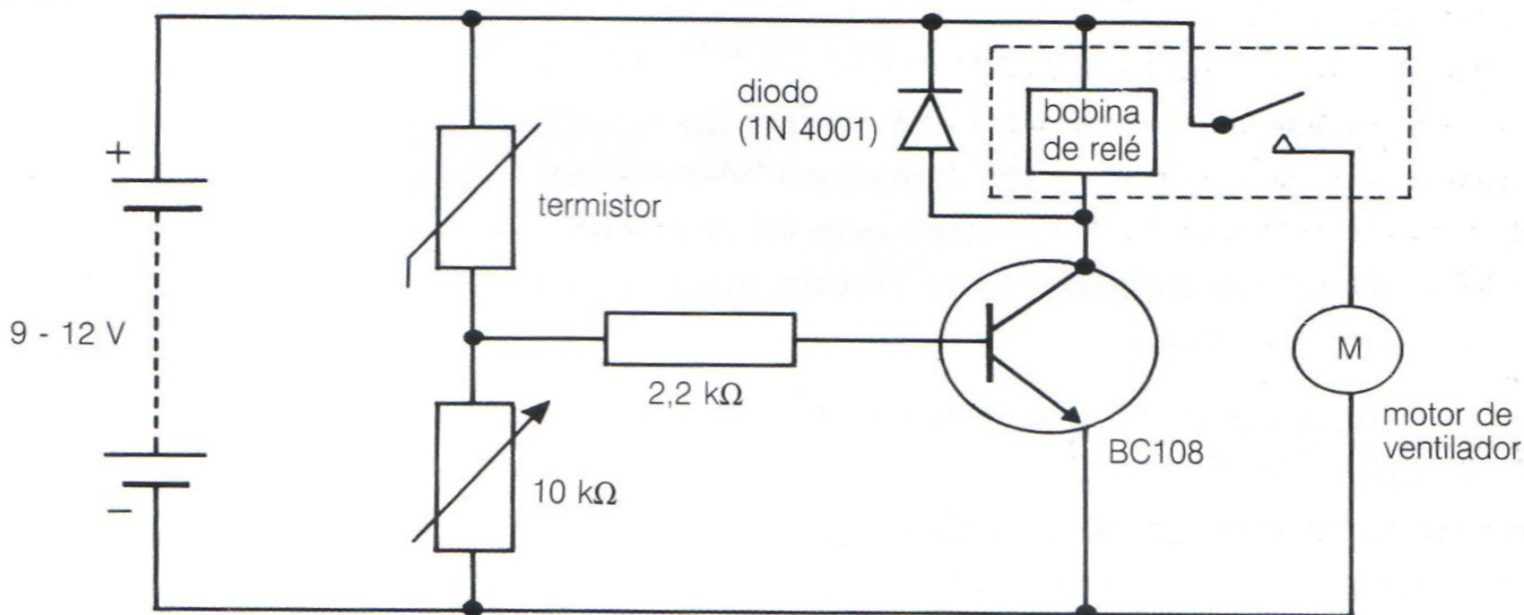 diodo
(1N 4001)
bobina
de relé
+
termistor
9 - 12 V
2,2 kΩ
M
motor de
ventilador
BC108
10 kΩ
−